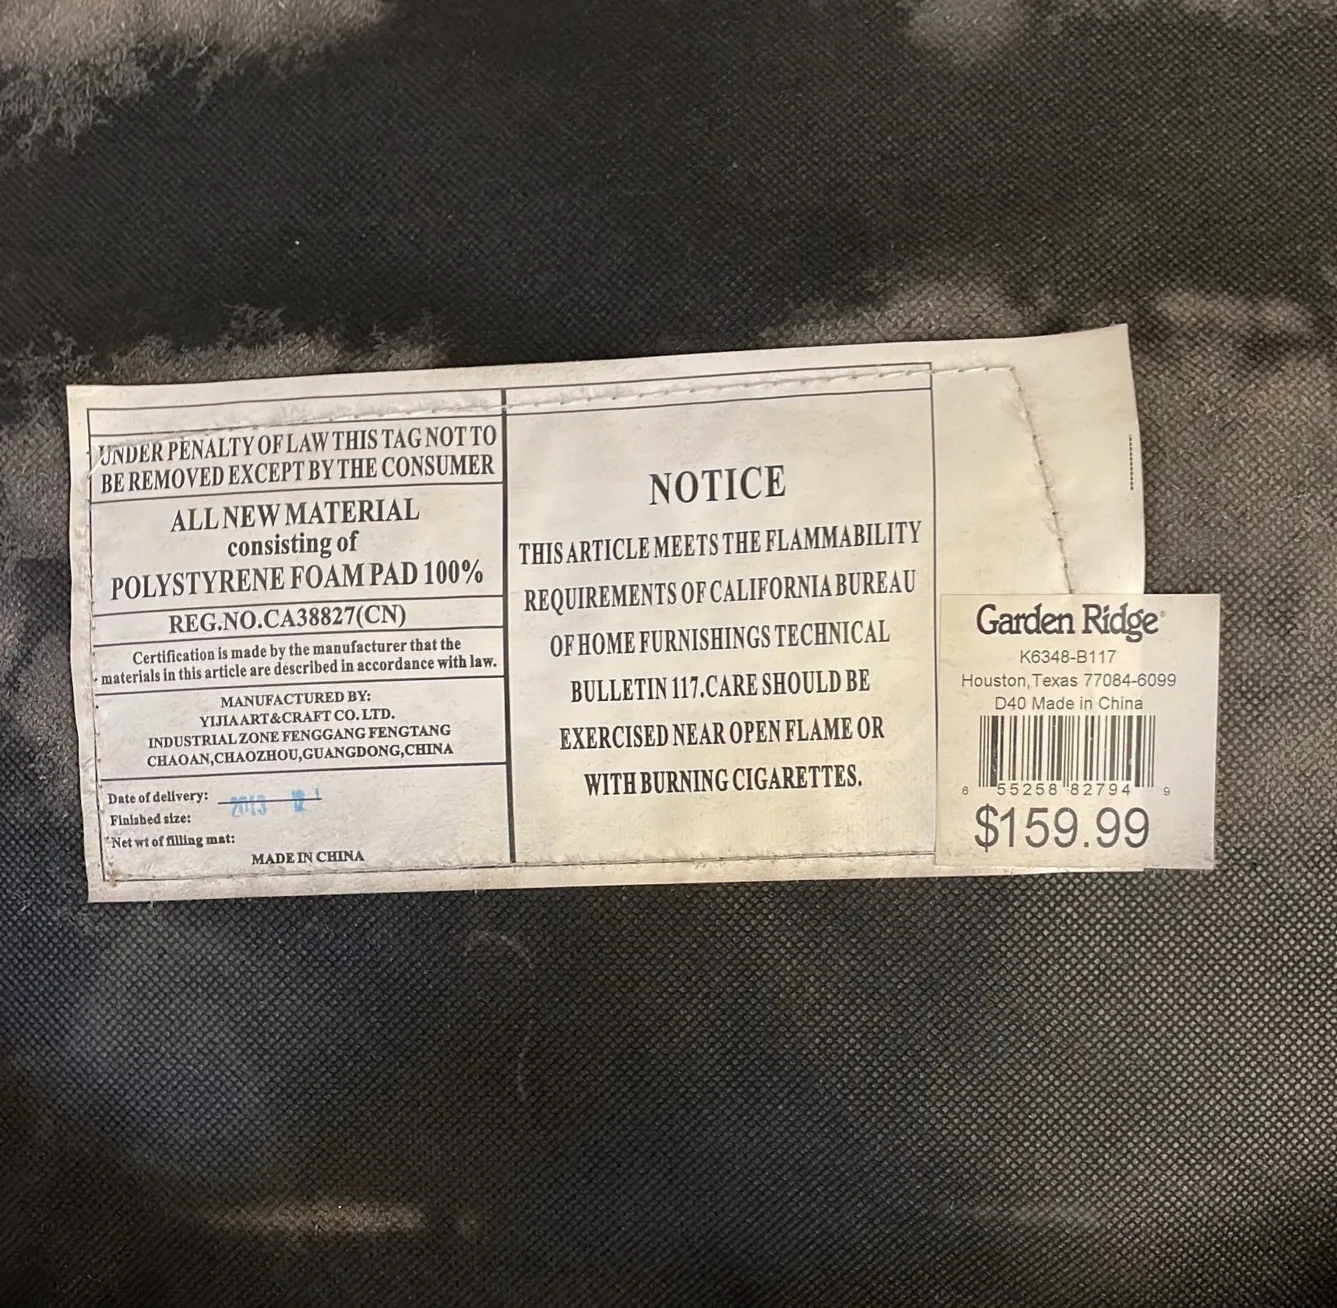 UNDER PENALTY OF LAW THIS TAG NOT TO
BE REMOVED EXCEPT BY THE CONSUMER
ALL NEW MATERIAL
consisting of
POLYSTYRENE FOAM PAD 100%
REG.NO.CA38827(CN)
Certification is made by the manufacturer that the
materials in this article are described in accordance with law.
MANUFACTURED BY:
YIJIA ART&CRAFT CO. LTD.
INDUSTRIAL ZONE FENGGANG FENGTANG
CHAOAN,CHAOZHOU,GUANGDONG,CHINA
Date of delivery: 2013
Finished size:
Net wt of filling mat:
MADE IN CHINA
NOTICE
THIS ARTICLE MEETS THE FLAMMABILITY
REQUIREMENTS OF CALIFORNIA BUREAU
OF HOME FURNISHINGS TECHNICAL
BULLETIN 117.CARE SHOULD BE
EXERCISED NEAR OPEN FLAME OR
WITH BURNING CIGARETTES.
Garden Ridge®
K6348-B117
Houston,Texas 77084-6099
D40 Made in China
6 55258 82794 9
$159.99